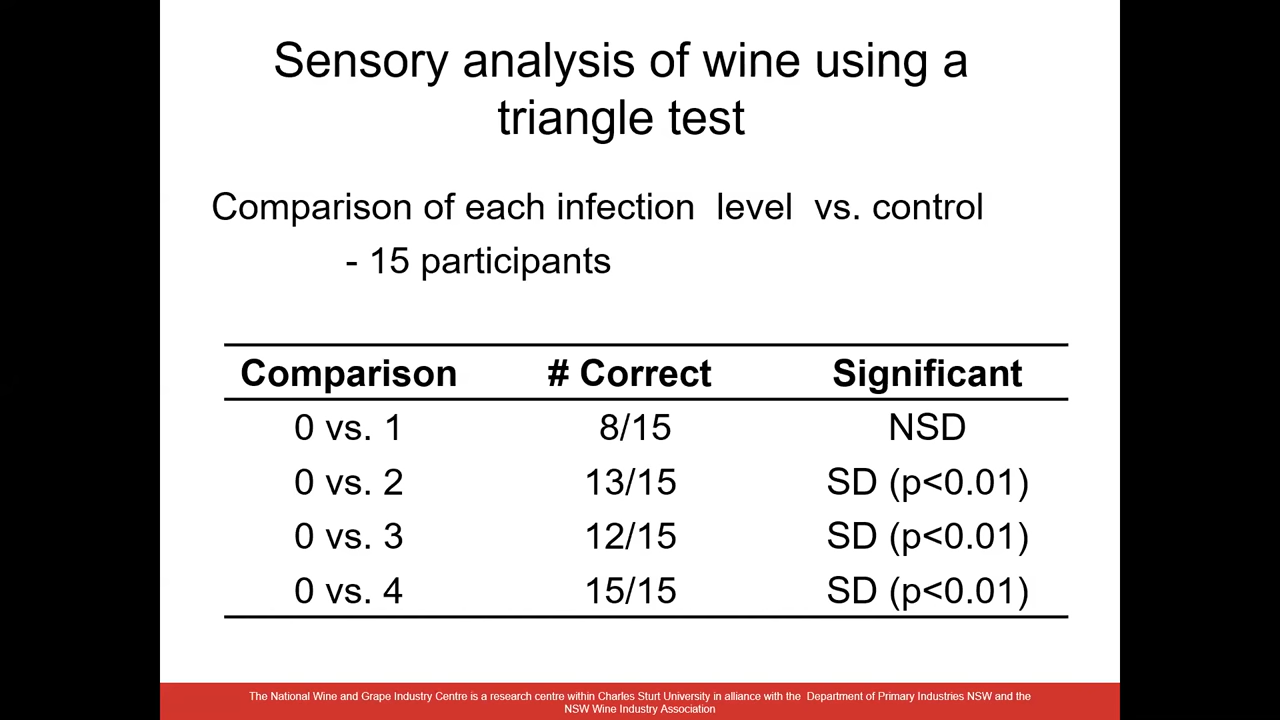 Sensory analysis of wine using a
triangle test
Comparison of each infection level vs. control
- 15 participants
Comparison # Correct Significant
0 vs. 1 8/15 NSD
0 vs. 2 13/15 SD (p<0.01)
0 vs. 3 12/15 SD (p<0.01)
0 vs. 4 15/15 SD (p<0.01)
The National Wine and Grape Industry Centre is a research centre within Charles Sturt University in alliance with the Department of Primary Industries NSW and the
NSW Wine Industry Association